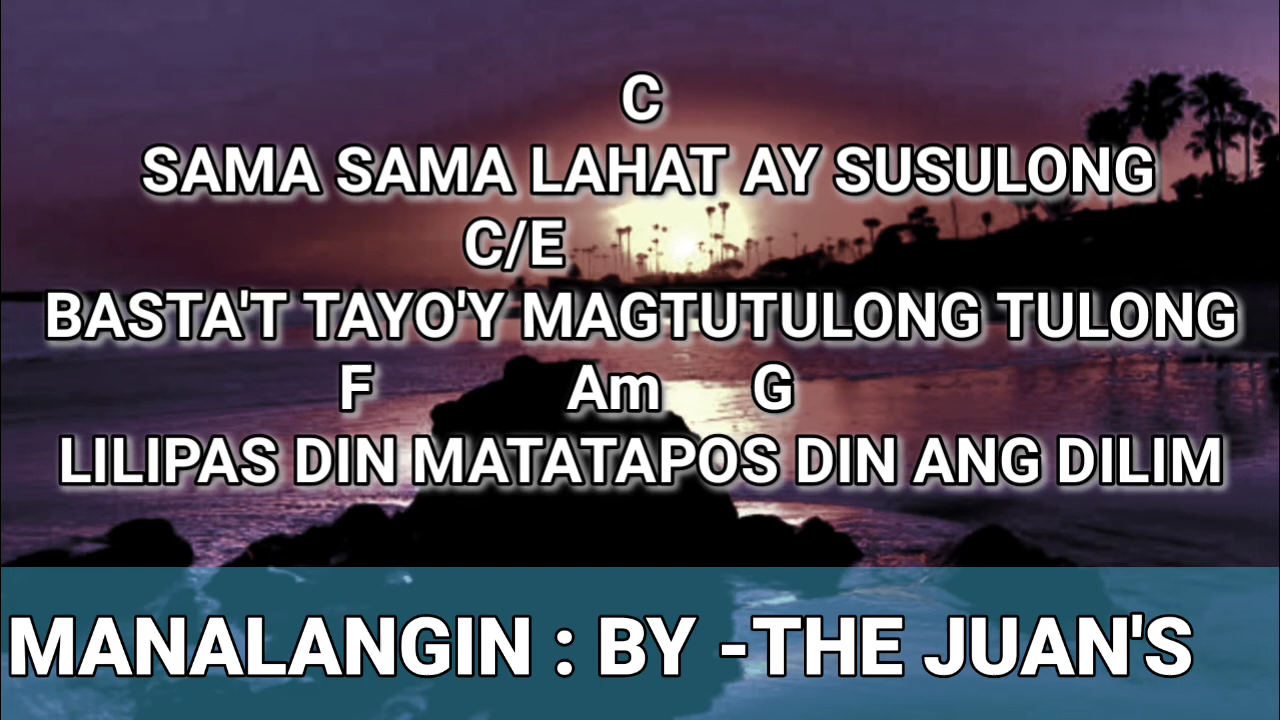 C
SAMA SAMA LAHAT AY SUSULONG
C/E
BASTA'T TAYO'Y MAGTUTULONG TULONG
F Am G
LILIPAS DIN MATATAPOS DIN ANG DILIM
MANALANGIN : BY -THE JUAN'S